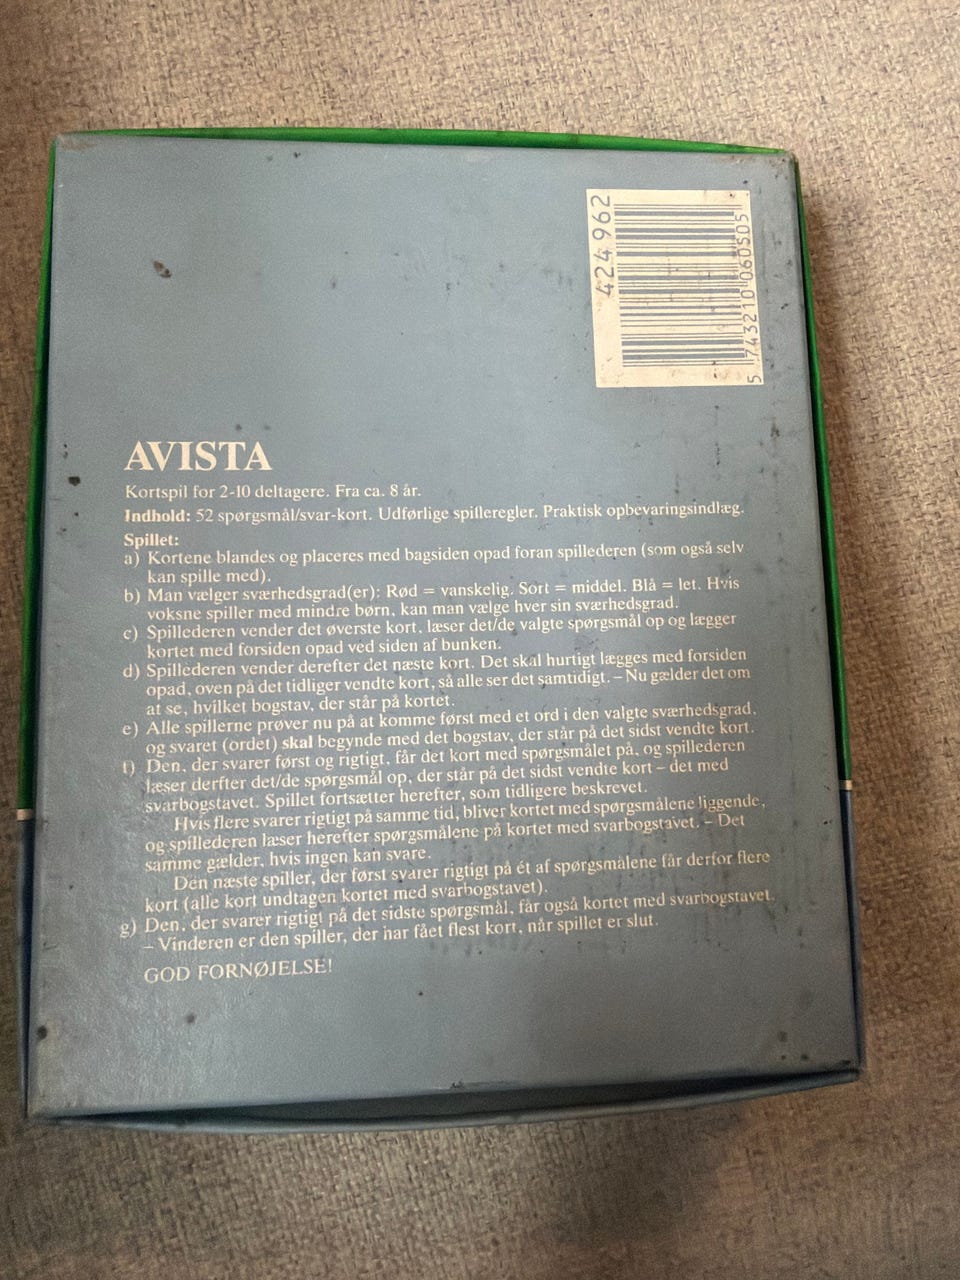 424 962
5 743210 060505
AVISTA
Kortspil for 2-10 deltagere. Fra ca. 8 år.
Indhold: 52 spørgsmål/svar-kort. Udførlige spilleregler. Praktisk opbevaringsindlæg.
Spillet:
a) Kortene blandes og placeres med bagsiden opad foran spillederen (som også selv
kan spille med).
b) Man vælger sværhedsgrad(er): Rød = vanskelig. Sort = middel. Blå = let. Hvis
voksne spiller med mindre børn, kan man vælge hver sin sværhedsgrad.
c) Spillederen vender det øverste kort, læser det/de valgte spørgsmål op og lægger
kortet med forsiden opad ved siden af bunken.
d) Spillederen vender derefter det næste kort. Det skal hurtigt lægges med forsiden
opad, oven på det tidliger vendte kort, så alle ser det samtidigt. – Nu gælder det om
at se, hvilket bogstav, der står på kortet.
e) Alle spillerne prøver nu på at komme først med et ord i den valgte sværhedsgrad.
og svaret (ordet) skal begynde med det bogstav, der står på det sidst vendte kort.
f) Den, der svarer først og rigtigt, får det kort med spørgsmålet på, og spillederen
læser derfter det/de spørgsmål op, der står på det sidst vendte kort – det med
svarbogstavet. Spillet fortsætter herefter, som tidligere beskrevet.
Hvis flere svarer rigtigt på samme tid, bliver kortet med spørgsmålene liggende,
og spillederen læser herefter spørgsmålene på kortet med svarbogstavet. – Det
samme gælder, hvis ingen kan svare.
Den næste spiller, der først svarer rigtigt på ét af spørgsmålene får derfor flere
kort (alle kort undtagen kortet med svarbogstavet).
g) Den, der svarer rigtigt på det sidste spørgsmål, får også kortet med svarbogstavet.
– Vinderen er den spiller, der har fået flest kort, når spillet er slut.
GOD FORNØJELSE!